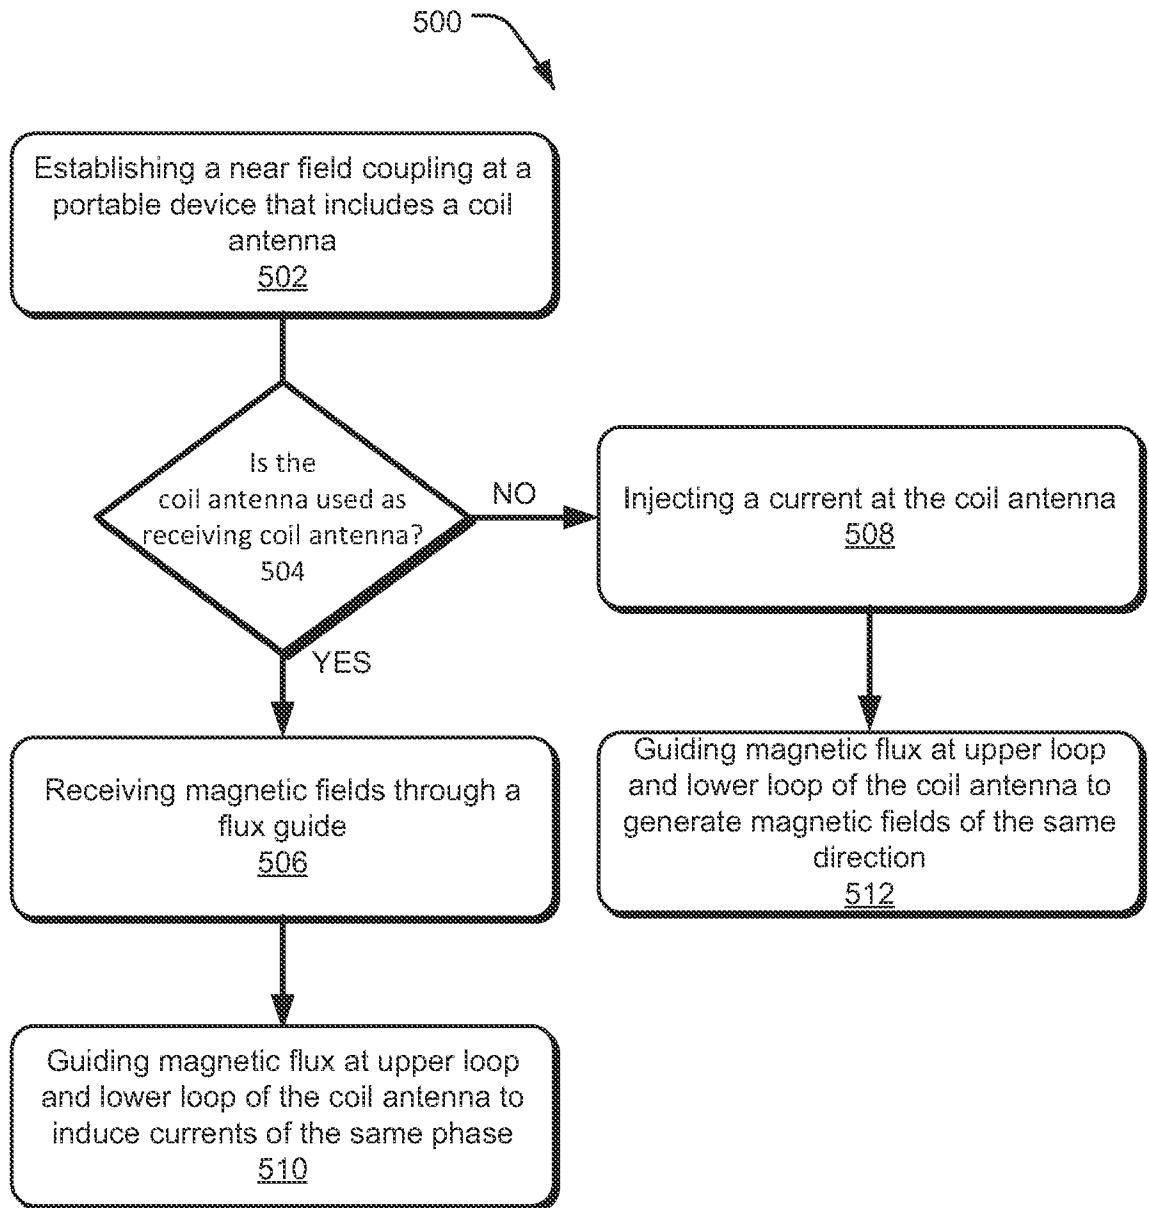 500
Establishing a near field coupling at a
portable device that includes a coil
antenna
502
Is the
coil antenna used as
receiving coil antenna?
504
NO
Injecting a current at the coil antenna
508
YES
Receiving magnetic fields through a
flux guide
506
Guiding magnetic flux at upper loop
and lower loop of the coil antenna to
generate magnetic fields of the same
direction
512
Guiding magnetic flux at upper loop
and lower loop of the coil antenna to
induce currents of the same phase
510